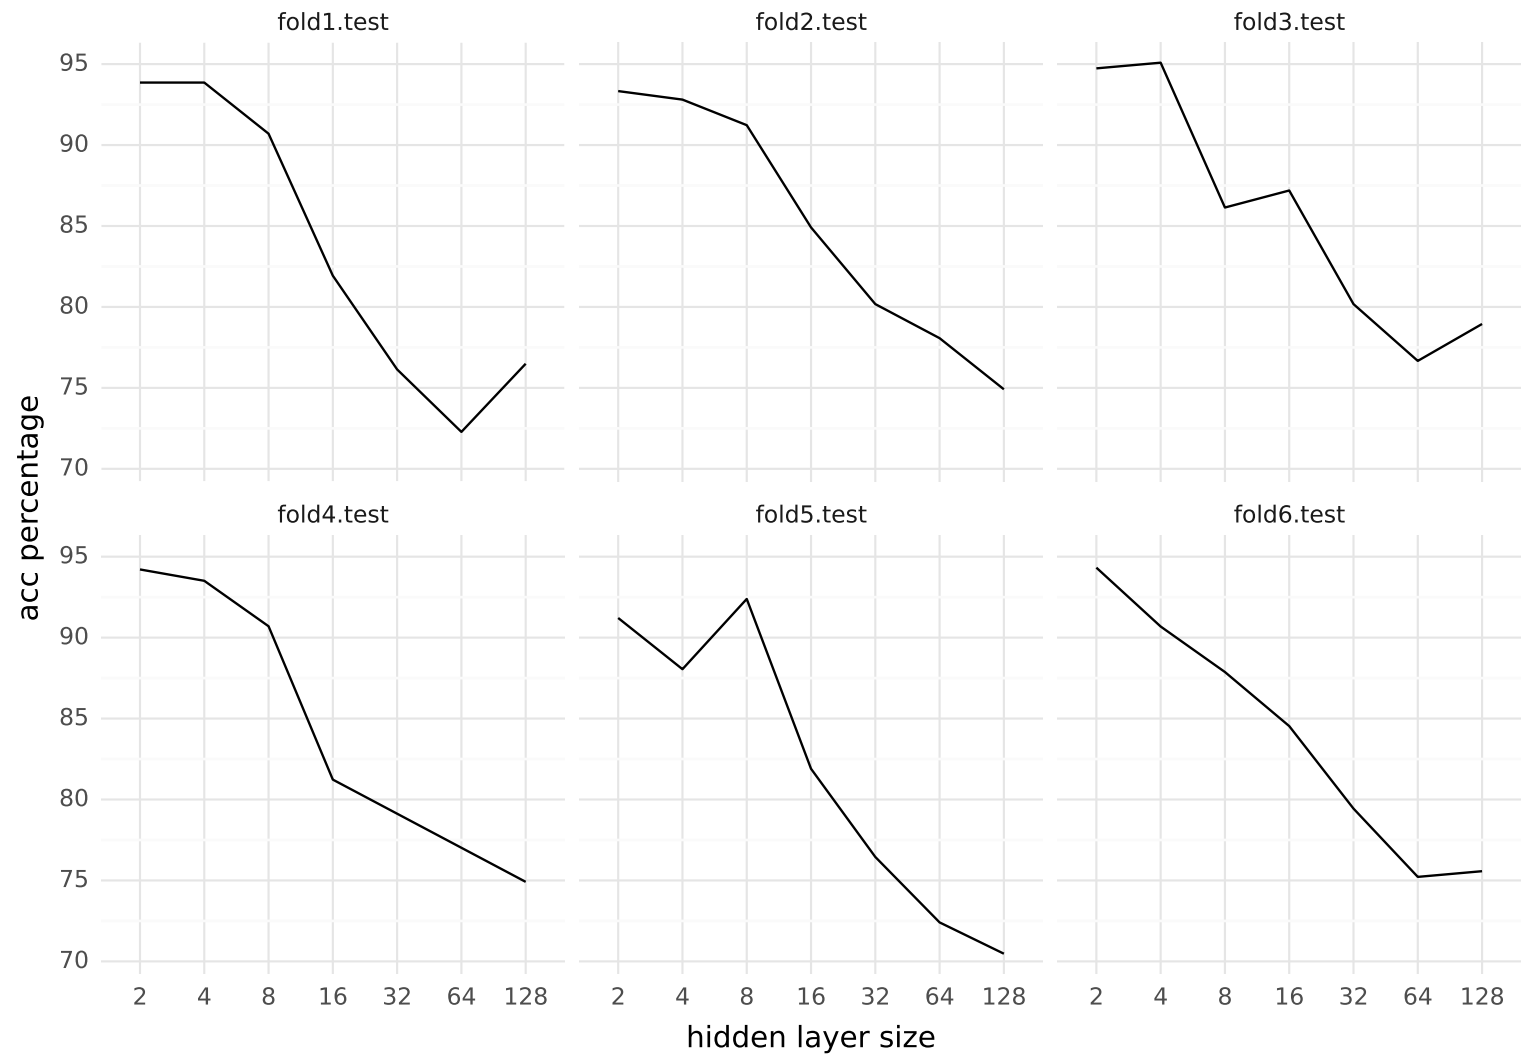 fold1.test fold2.test fold3.test
95
90
85
80
75
70
acc percentage
fold4.test fold5.test fold6.test
95
90
85
80
75
70
2 4 8 16 32 64 128 2 4 8 16 32 64 128 2 4 8 16 32 64 128
hidden layer size